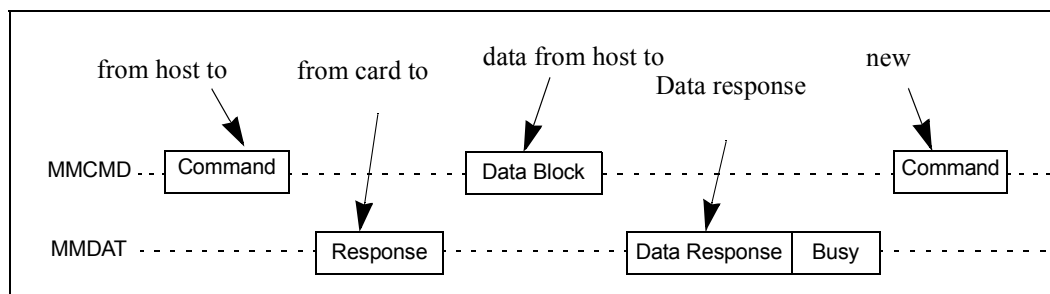 from host to
from card to
data from host to
Data response
new
MMCMD
Command
Data Block
Command
MMDAT
Response
Data Response
Busy